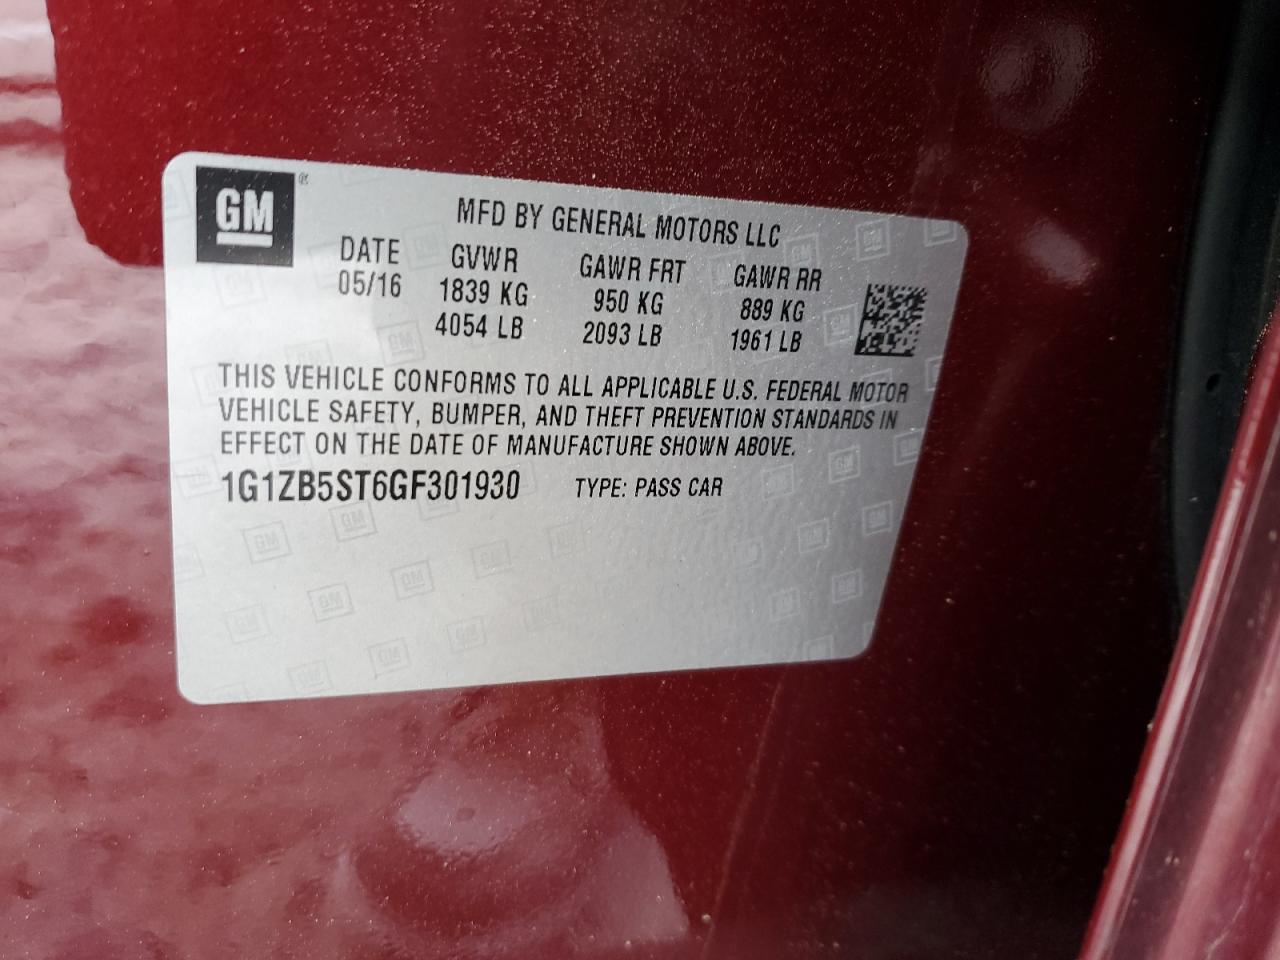 GM ®
MFD BY GENERAL MOTORS LLC
DATE GVWR GAWR FRT GAWR RR
05/16 1839 KG 950 KG 889 KG
4054 LB 2093 LB 1961 LB
THIS VEHICLE CONFORMS TO ALL APPLICABLE U.S. FEDERAL MOTOR
VEHICLE SAFETY, BUMPER, AND THEFT PREVENTION STANDARDS IN
EFFECT ON THE DATE OF MANUFACTURE SHOWN ABOVE.
1G1ZB5ST6GF301930 TYPE: PASS CAR